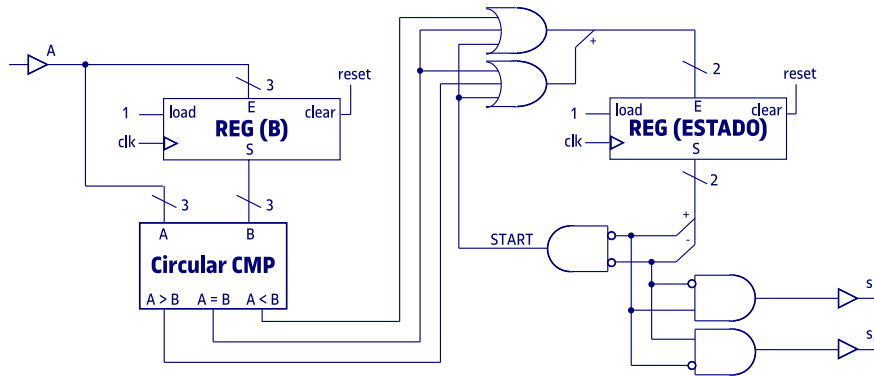 A
3
E
1
load
clear
reset
REG (B)
clk
S
3
3
A
B
Circular CMP
A > B
A = B
A < B
+
2
E
1
load
clear
reset
REG (ESTADO)
clk
S
2
+
-
START
s
s